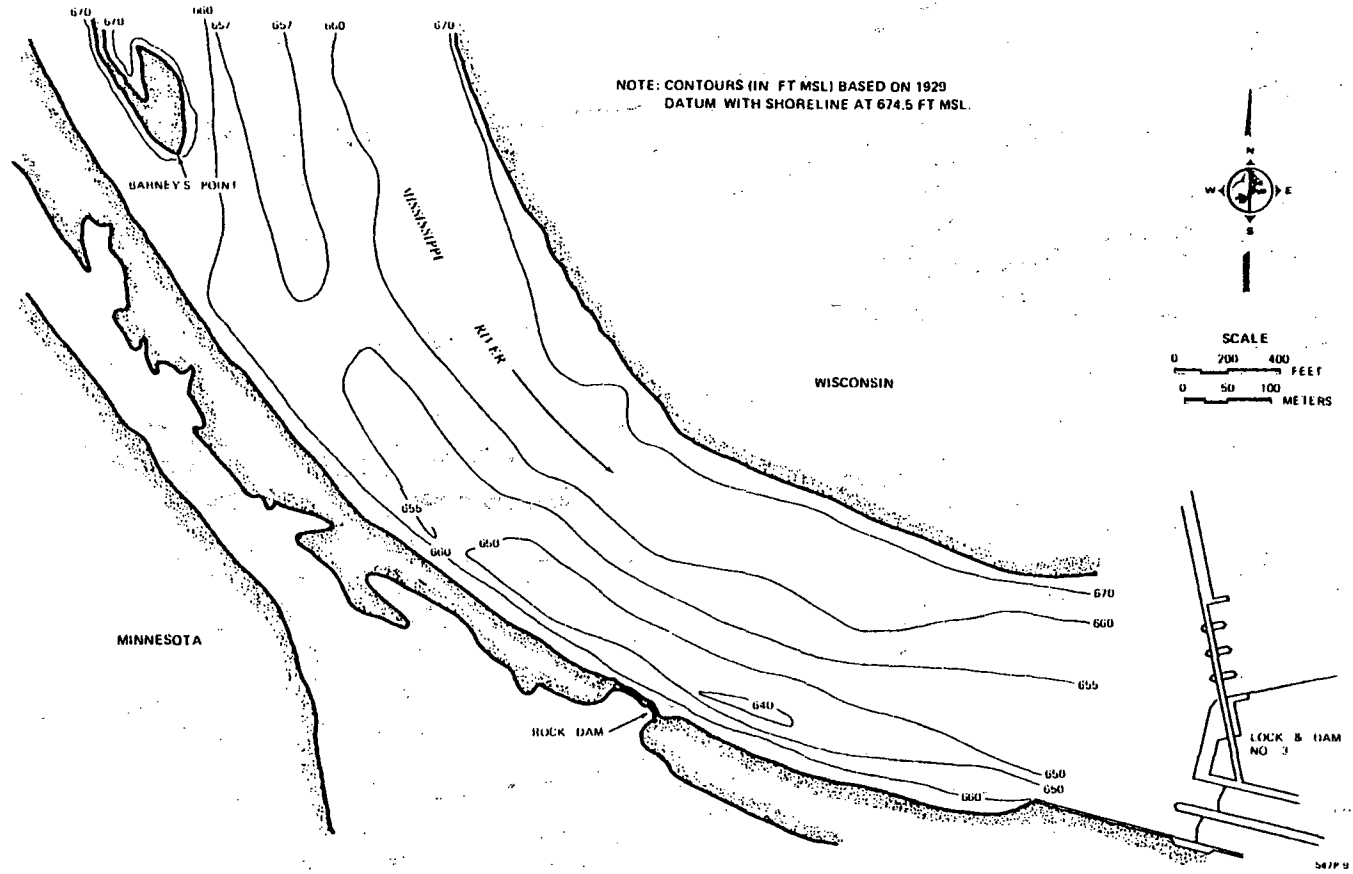 670
670
660
657
657
660
670
NOTE: CONTOURS (IN FT MSL) BASED ON 1929
DATUM WITH SHORELINE AT 674.5 FT MSL.
BARNEY'S POINT
N
W
E
S
MISSISSIPPI
RIVER
SCALE
0 200 400
FEET
0 50 100
METERS
WISCONSIN
655
660
650
MINNESOTA
670
660
655
640
ROCK DAM
LOCK & DAM
NO 3
650
650
660